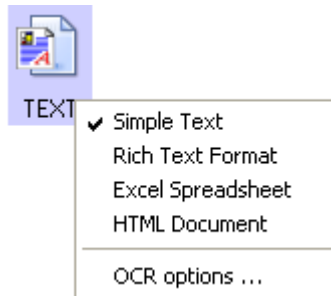 TEXT
Simple Text
Rich Text Format
Excel Spreadsheet
HTML Document
OCR options ...